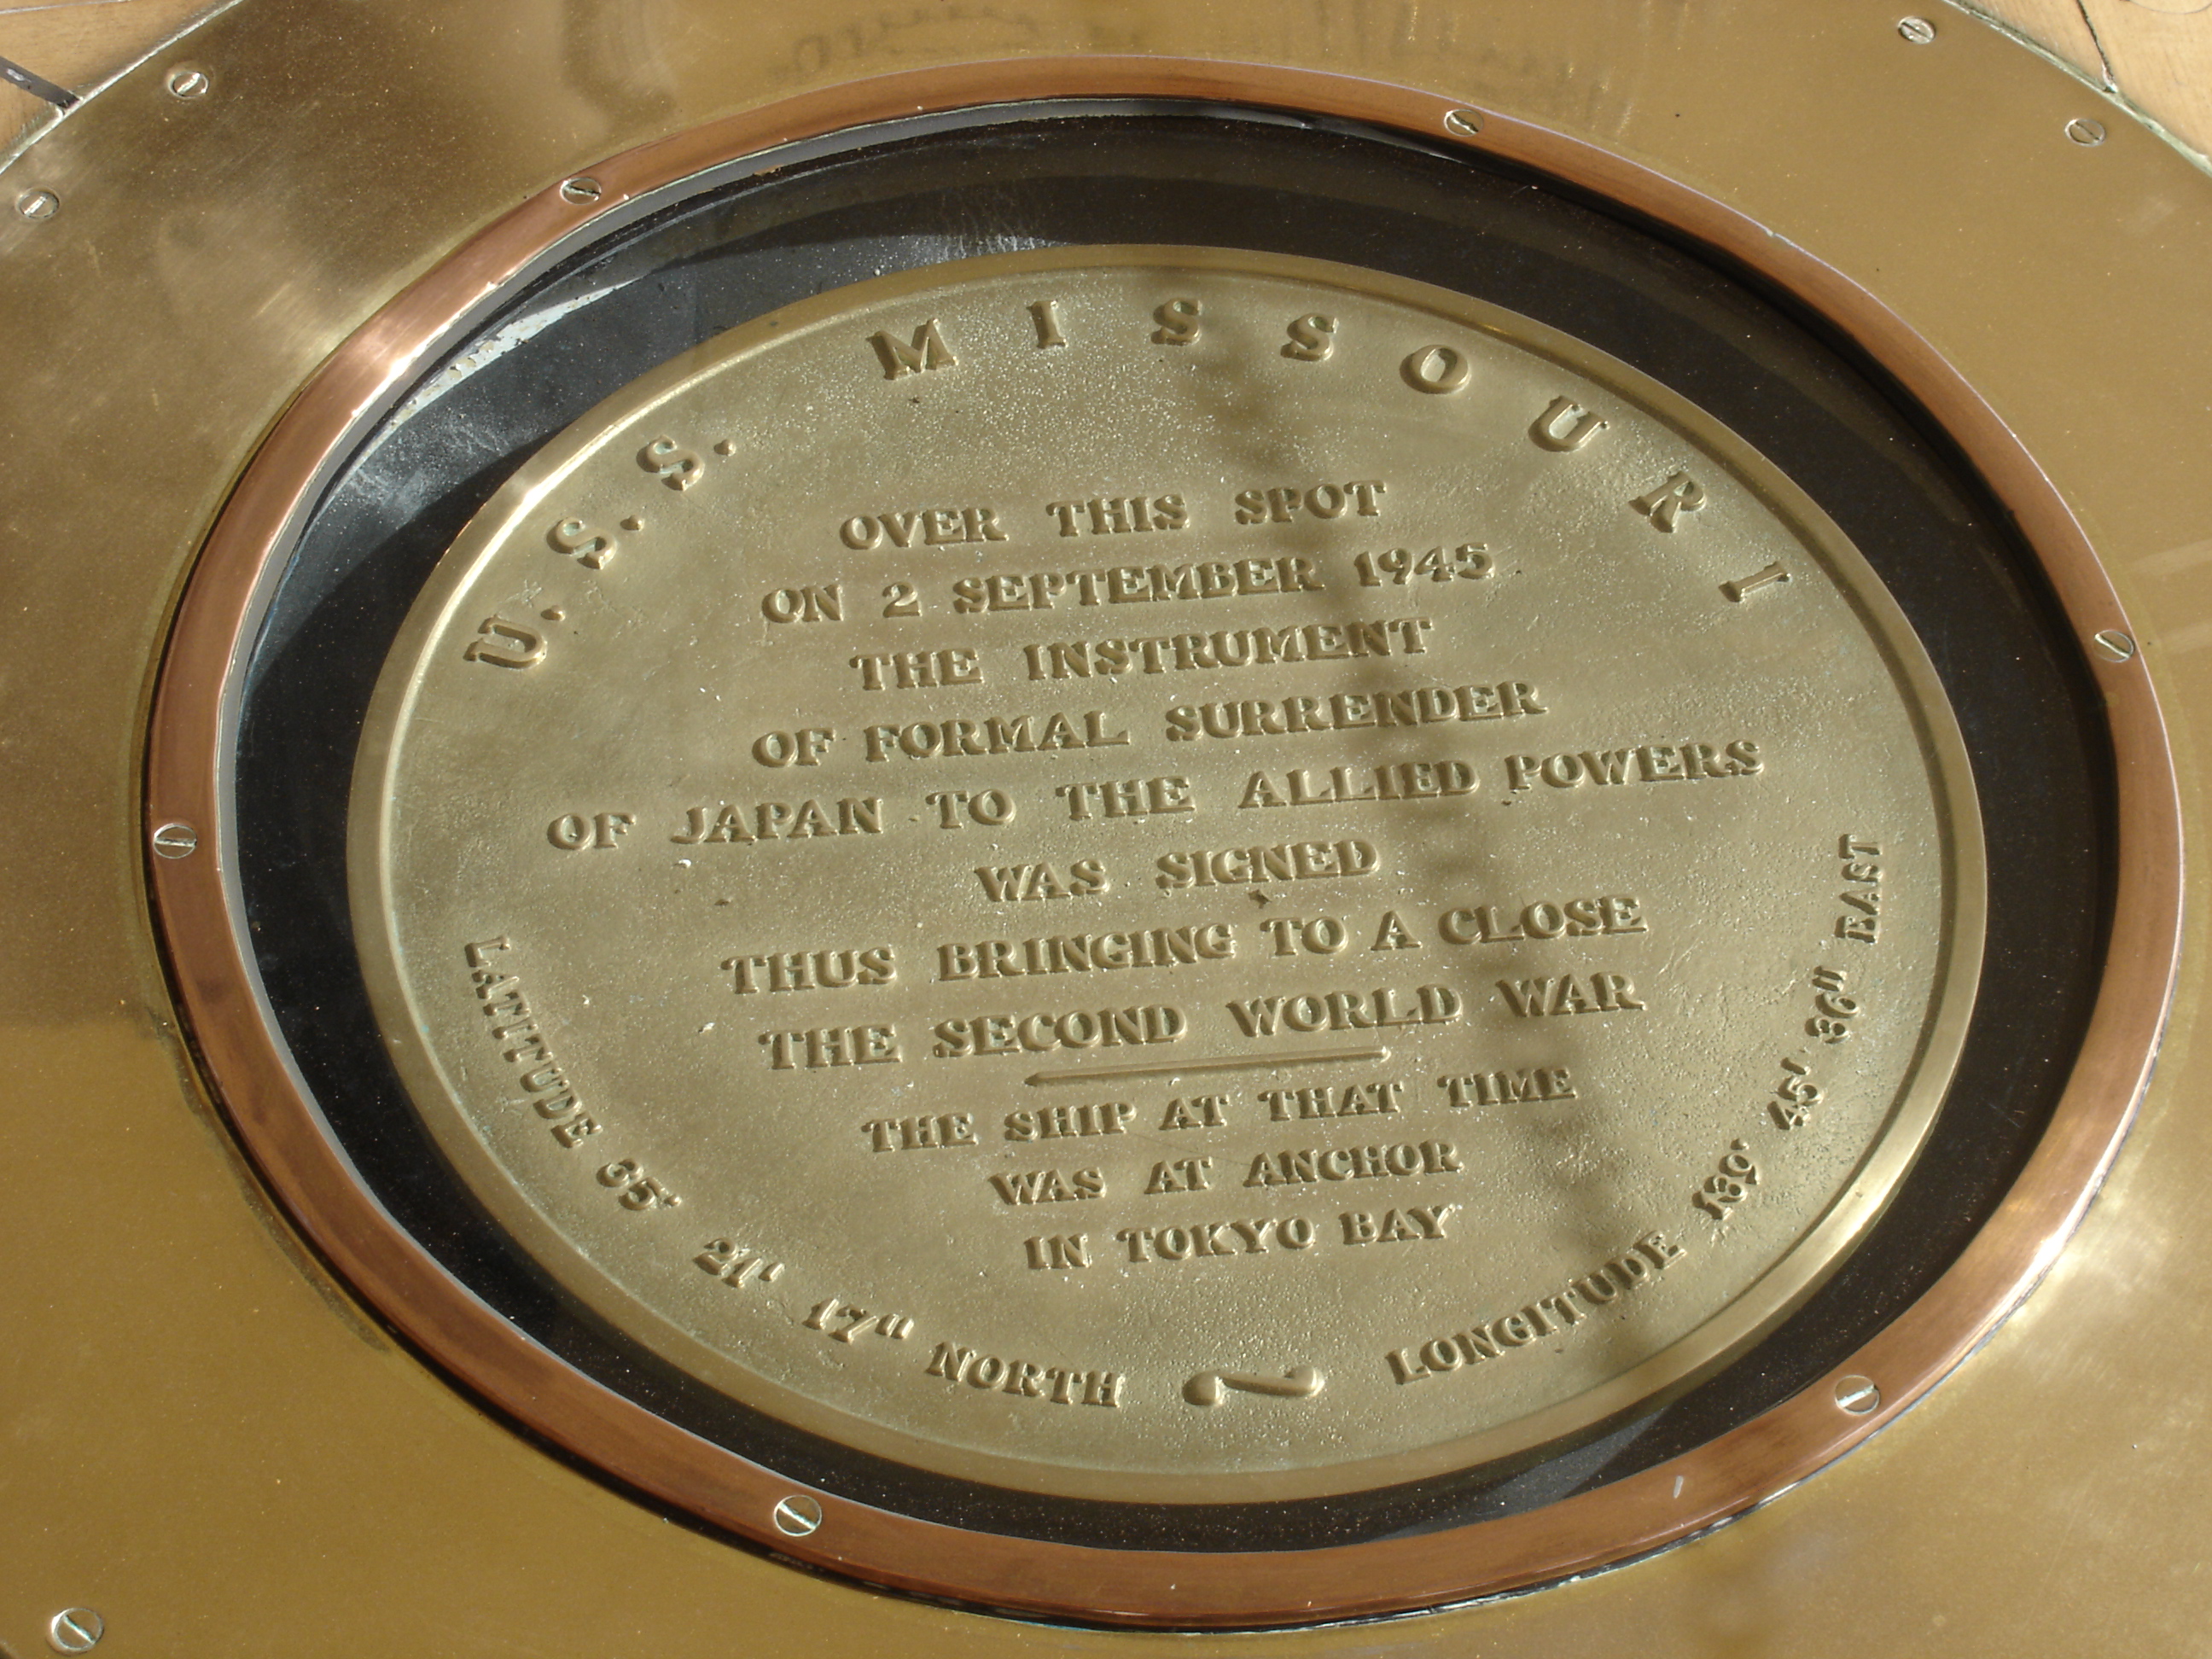 U.S.S. MISSOURI
OVER THIS SPOT
ON 2 SEPTEMBER 1945
THE INSTRUMENT
OF FORMAL SURRENDER
OF JAPAN TO THE ALLIED POWERS
WAS SIGNED
THUS BRINGING TO A CLOSE
THE SECOND WORLD WAR
THE SHIP AT THAT TIME
WAS AT ANCHOR
IN TOKYO BAY
LATITUDE 35° 21' 17" NORTH ~ LONGITUDE 139° 45' 36" EAST